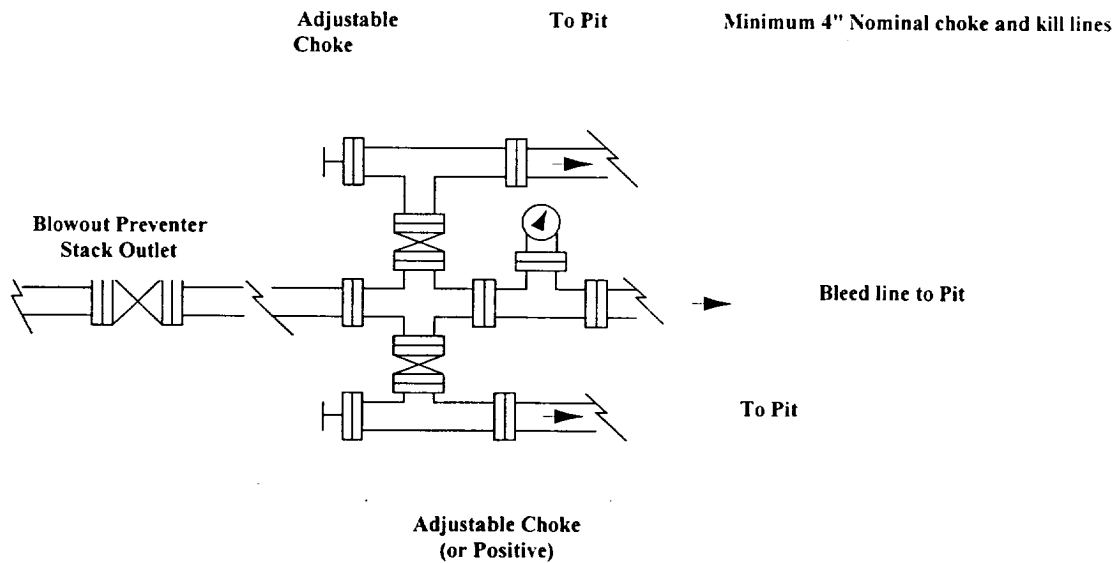 Adjustable
Choke
To Pit
Minimum 4" Nominal choke and kill lines
Blowout Preventer
Stack Outlet
Bleed line to Pit
To Pit
Adjustable Choke
(or Positive)